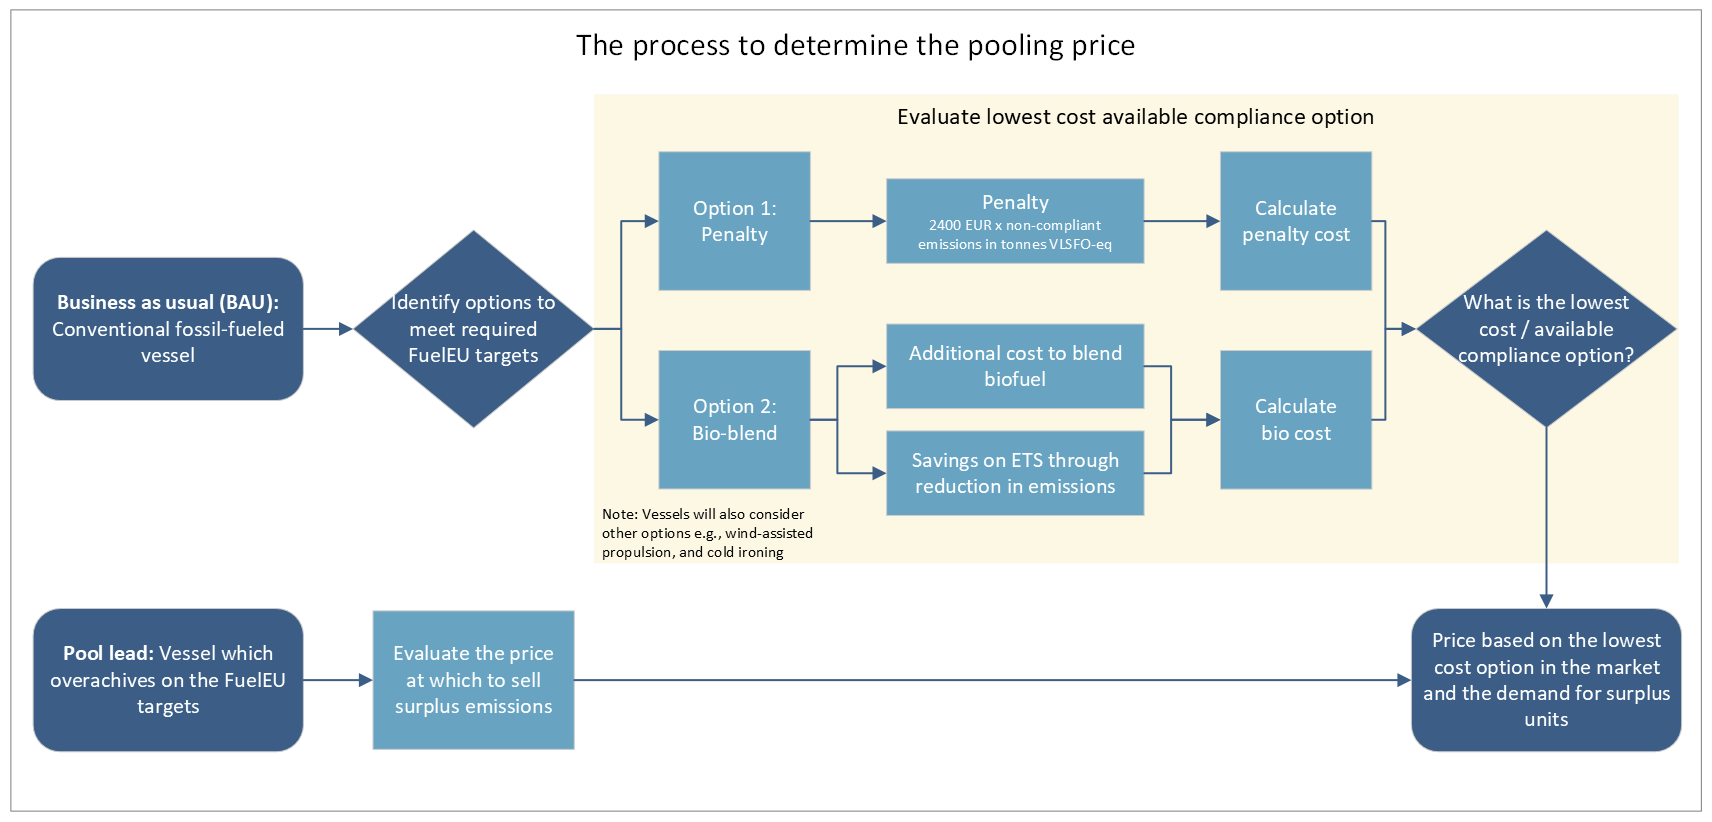 The process to determine the pooling price
Evaluate lowest cost available compliance option
Business as usual (BAU):
Conventional fossil-fueled
vessel
Identify options to
meet required
FuelEU targets
Option 1:
Penalty
Penalty
2400 EUR x non-compliant
emissions in tonnes VLSFO-eq
Calculate
penalty cost
Option 2:
Bio-blend
Additional cost to blend
biofuel
Savings on ETS through
reduction in emissions
Calculate
bio cost
What is the lowest
cost / available
compliance option?
Note: Vessels will also consider
other options e.g., wind-assisted
propulsion, and cold ironing
Pool lead: Vessel which
overachives on the FuelEU
targets
Evaluate the price
at which to sell
surplus emissions
Price based on the lowest
cost option in the market
and the demand for surplus
units